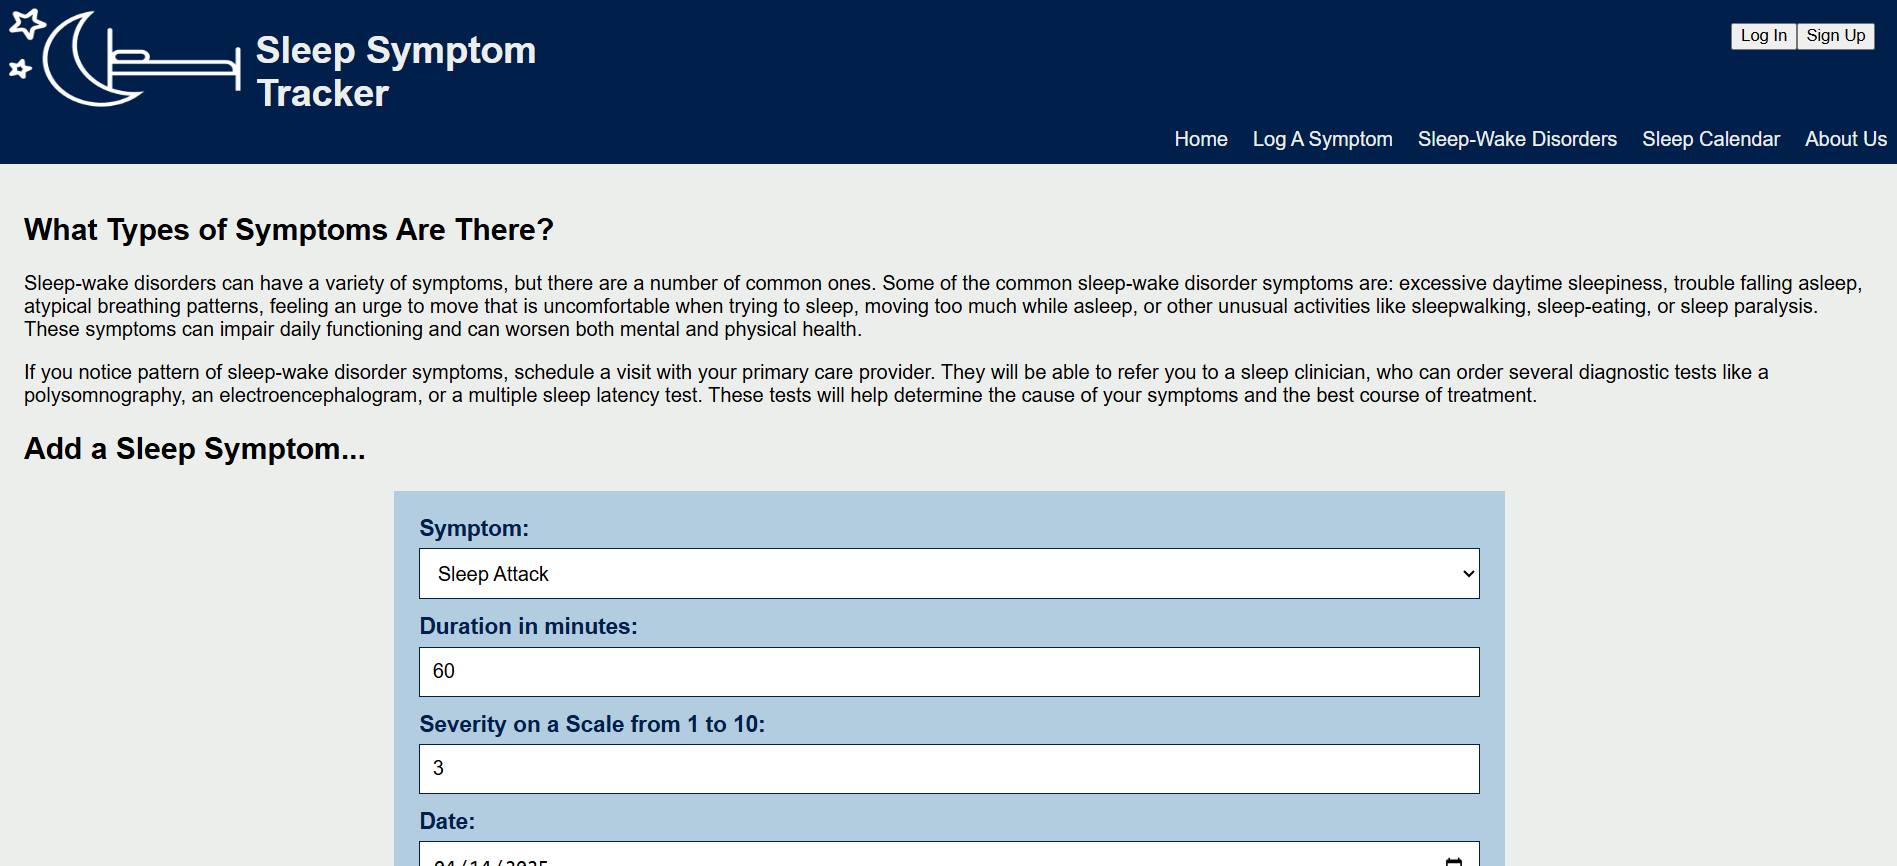 Sleep Symptom
Tracker
Log In Sign Up
Home Log A Symptom Sleep-Wake Disorders Sleep Calendar About Us
What Types of Symptoms Are There?
Sleep-wake disorders can have a variety of symptoms, but there are a number of common ones. Some of the common sleep-wake disorder symptoms are: excessive daytime sleepiness, trouble falling asleep,
atypical breathing patterns, feeling an urge to move that is uncomfortable when trying to sleep, moving too much while asleep, or other unusual activities like sleepwalking, sleep-eating, or sleep paralysis.
These symptoms can impair daily functioning and can worsen both mental and physical health.
If you notice pattern of sleep-wake disorder symptoms, schedule a visit with your primary care provider. They will be able to refer you to a sleep clinician, who can order several diagnostic tests like a
polysomnography, an electroencephalogram, or a multiple sleep latency test. These tests will help determine the cause of your symptoms and the best course of treatment.
Add a Sleep Symptom...
Symptom:
Sleep Attack
Duration in minutes:
60
Severity on a Scale from 1 to 10:
3
Date:
04/14/2025